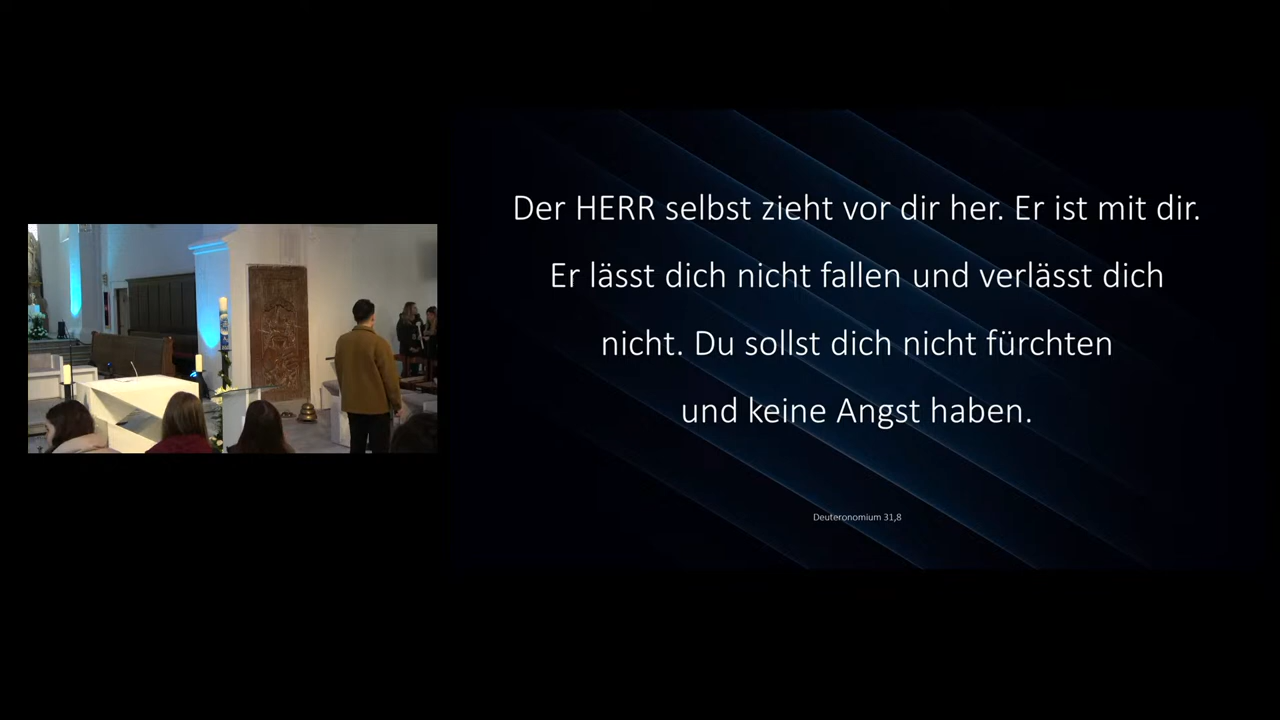 Der HERR selbst zieht vor dir her. Er ist mit dir.
Er lässt dich nicht fallen und verlässt dich
nicht. Du sollst dich nicht fürchten
und keine Angst haben.
Deuteronomium 31,8